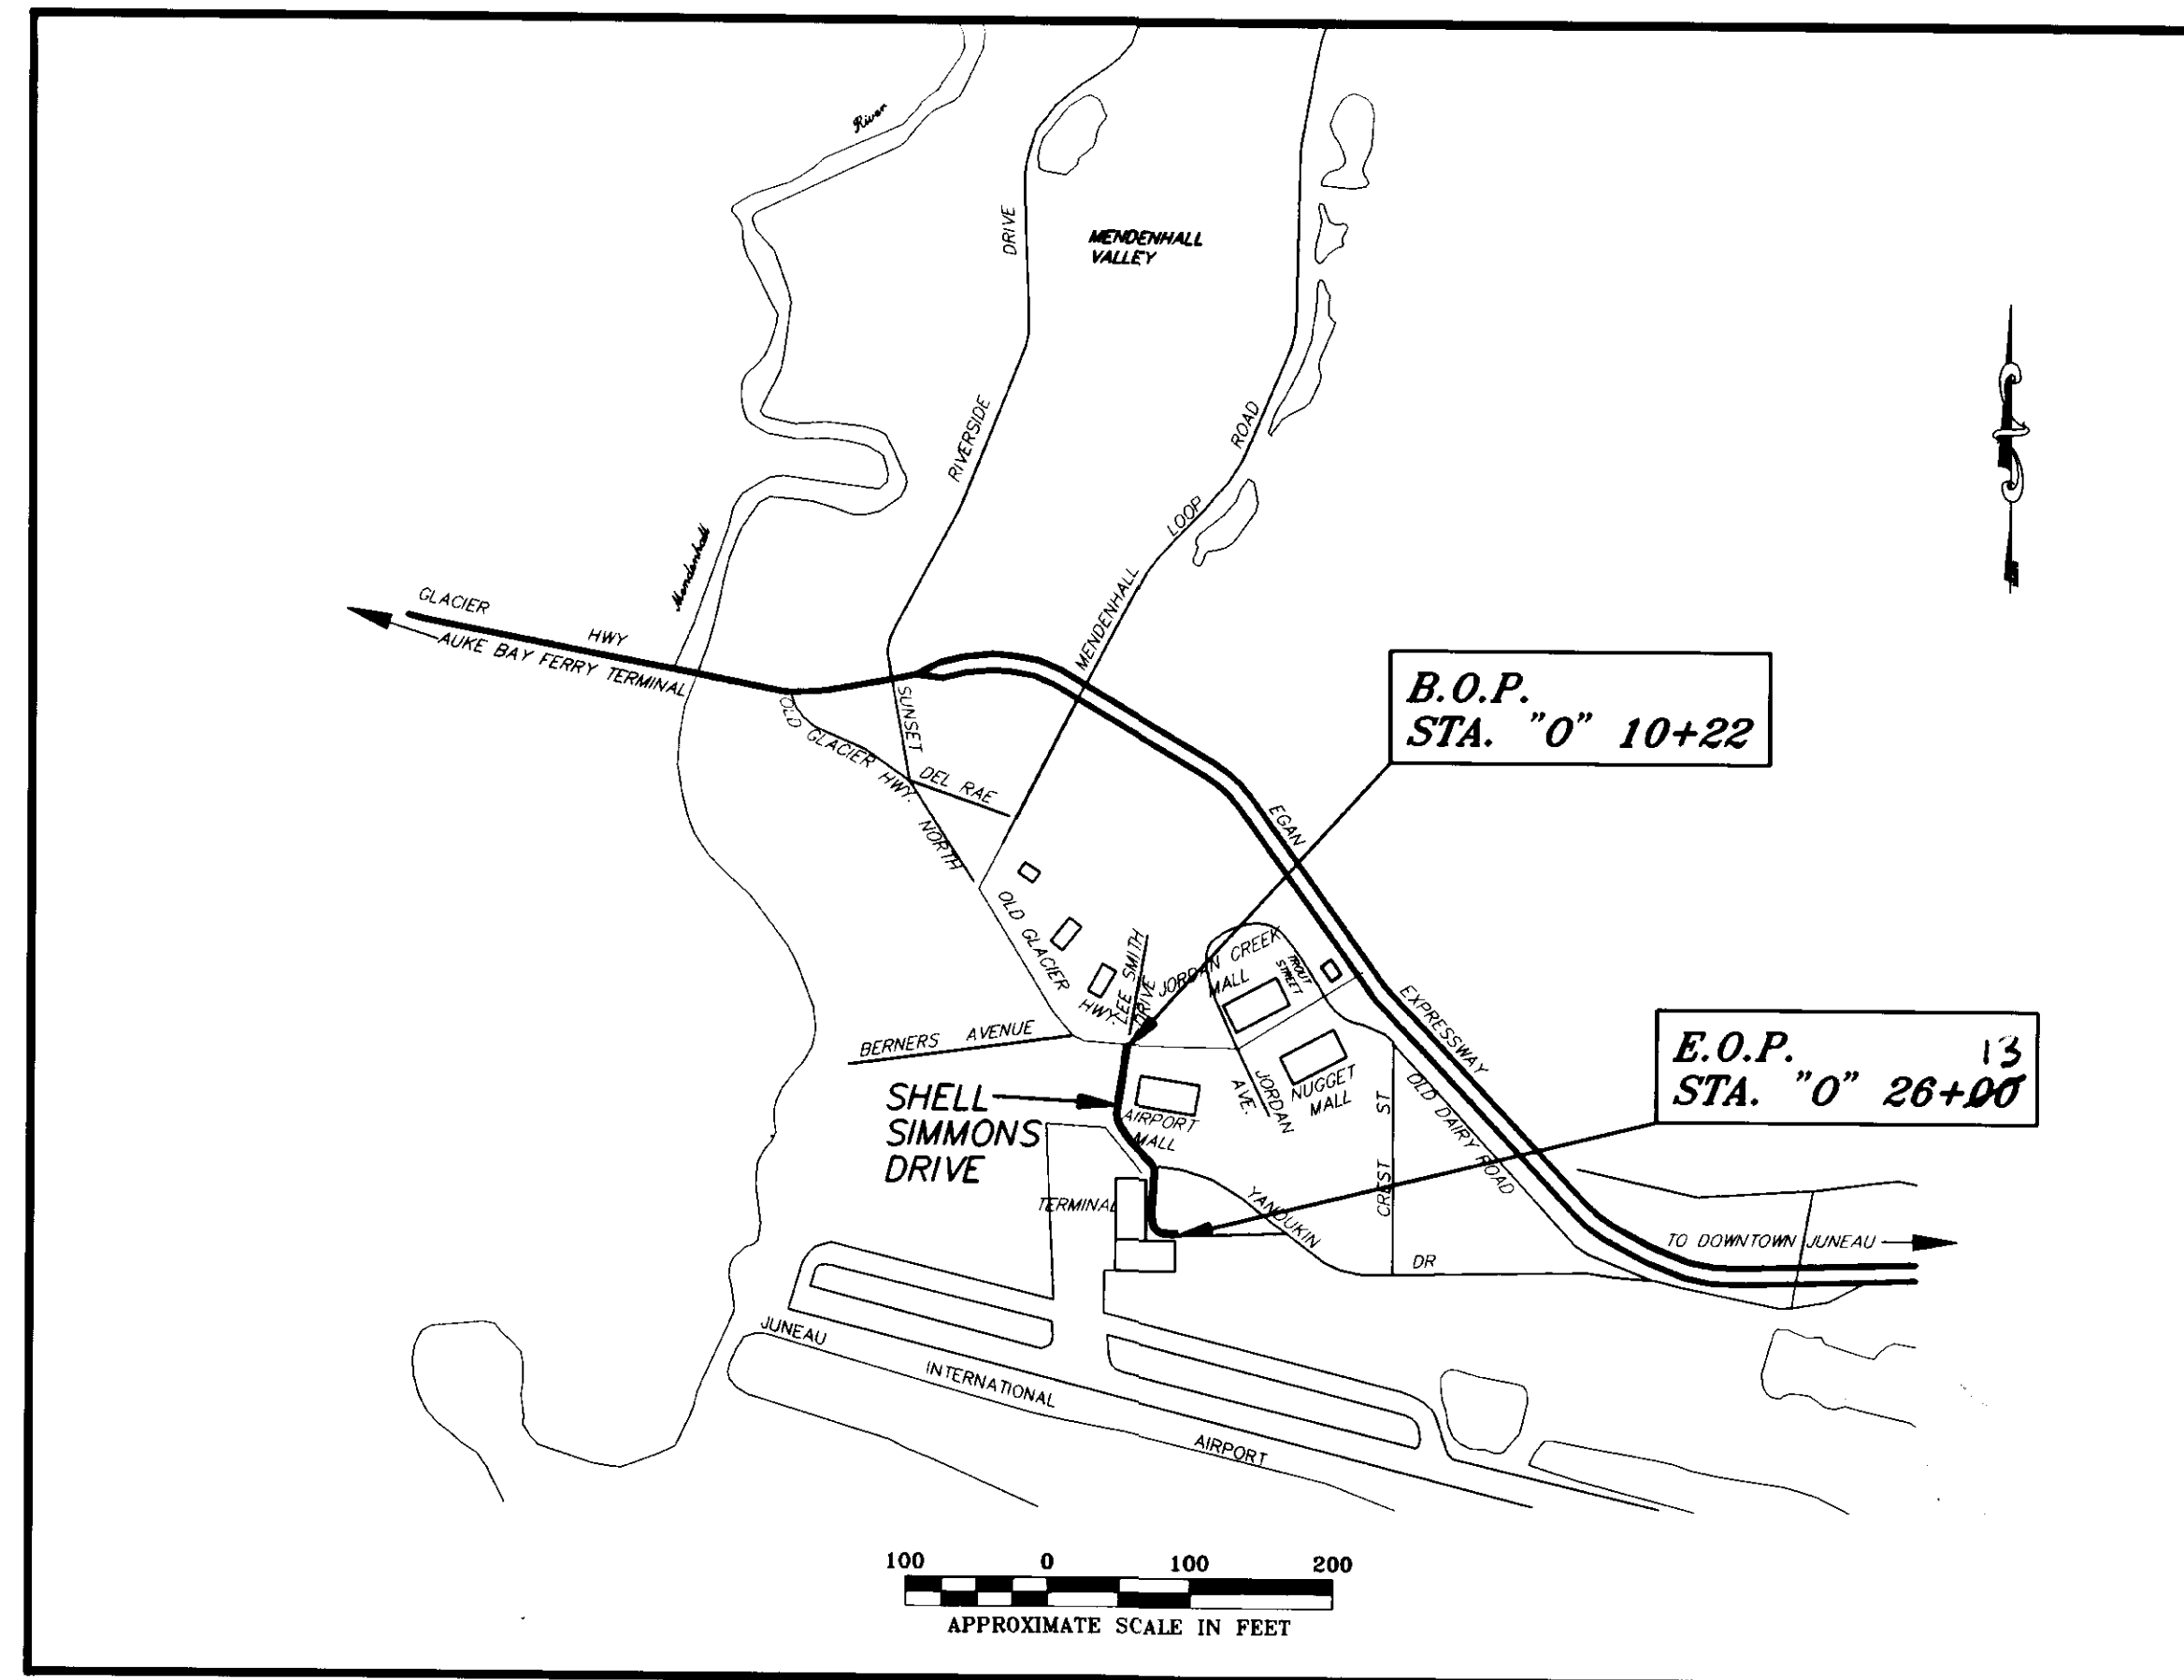 River
DRIVE
MENDENHALL
VALLEY
RIVERSIDE
ROAD
LOOP
Mendenhall
MENDENHALL
GLACIER
HWY
AUKE BAY FERRY TERMINAL
SUNSET
OLD GLACIER HWY. NORTH
DEL RAE
B.O.P.
STA. "O" 10+22
EGAN
EXPRESSWAY
OLD GLACIER HWY.
LEE SMITH
DRIVE
JORDAN CREEK
MALL
TROUT
STREET
BERNERS AVENUE
E.O.P. 13
STA. "O" 26+00
SHELL
SIMMONS
DRIVE
AIRPORT
MALL
JORDAN
AVE.
NUGGET
MALL
CREST ST
OLD DAIRY ROAD
TERMINAL
YANDUKIN
DR
TO DOWNTOWN JUNEAU
JUNEAU
INTERNATIONAL
AIRPORT
100 0 100 200
APPROXIMATE SCALE IN FEET